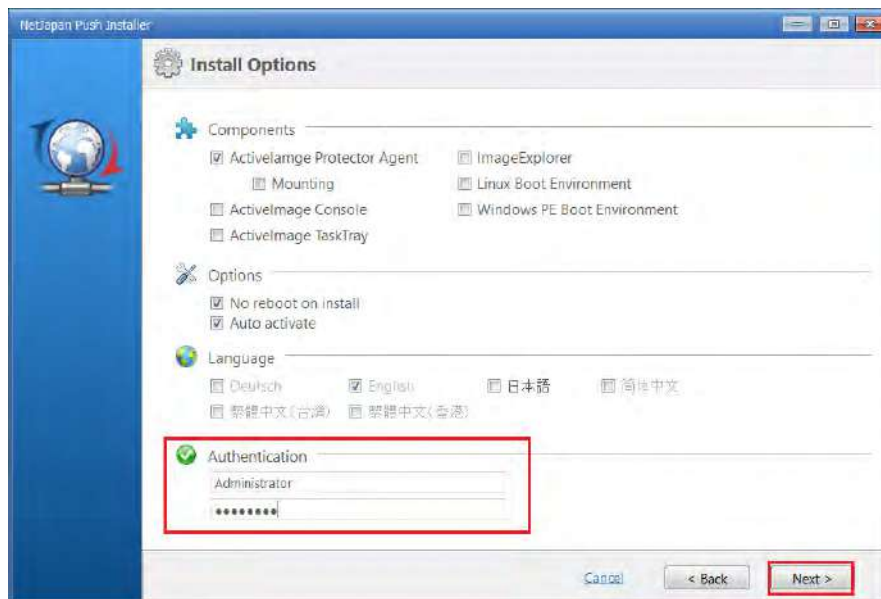 NetJapan Push Installer
Install Options
Components
ActiveIamge Protector Agent
ImageExplorer
Mounting
Linux Boot Environment
ActiveImage Console
Windows PE Boot Environment
ActiveImage TaskTray
Options
No reboot on install
Auto activate
Language
Deutsch English 日本語 简体中文
繁體中文(台灣) 繁體中文(香港)
Authentication
Administrator
••••••••
Cancel < Back Next >